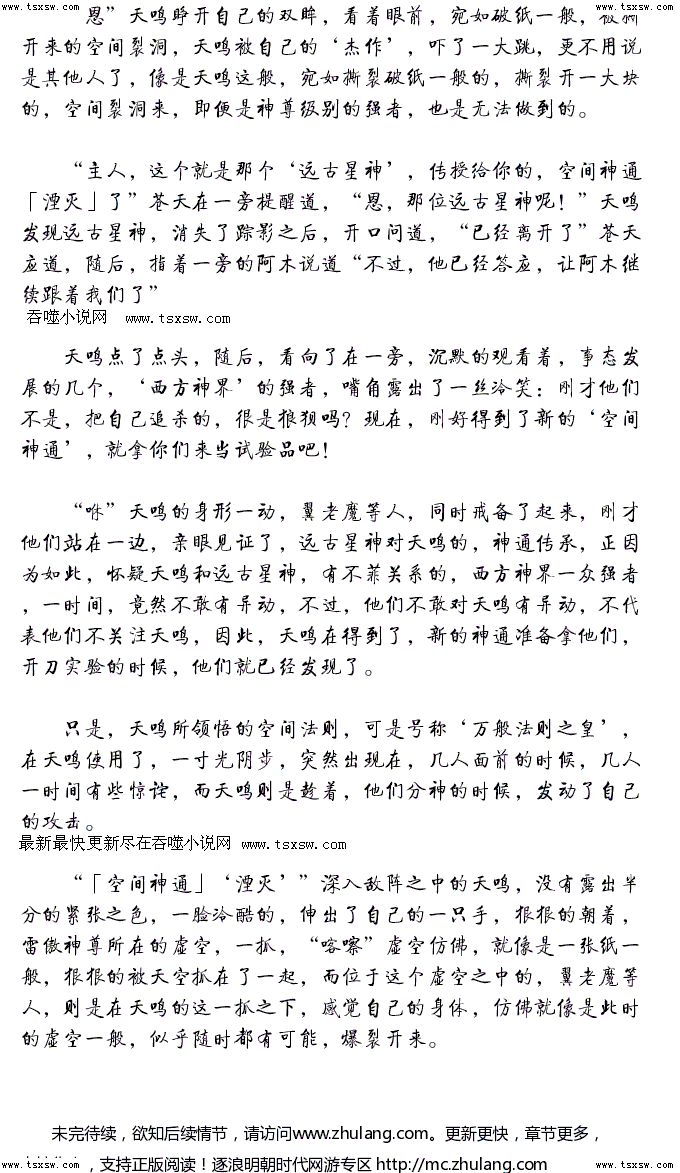 www.tsxsw.com www.tsxsw.com www.tsxsw.com
恩”天鸣睁开自己的双眸，看着眼前，宛如破纸一般，被撕
开来的空间裂洞，天鸣被自己的‘杰作’，吓了一大跳，更不用说
是其他人了，像是天鸣这般，宛如撕裂破纸一般的，撕裂开一大块
的，空间裂洞来，即便是神尊级别的强者，也是无法做到的。
“主人，这个就是那个‘远古星神’，传授给你的，空间神通
「湮灭」了”苍天在一旁提醒道，“恩，那位远古星神呢！”天鸣
发现远古星神，消失了踪影之后，开口问道，“已经离开了”苍天
应道，随后，指着一旁的阿木说道“不过，他已经答应，让阿木继
续跟着我们了”
吞噬小说网 www.tsxsw.com
天鸣点了点头，随后，看向了在一旁，沉默的观看着，事态发
展的几个，‘西方神界’的强者，嘴角露出了一丝冷笑：刚才他们
不是，把自己追杀的，很是狼狈吗？现在，刚好得到了新的‘空间
神通’，就拿你们来当试验品吧！
“咻”天鸣的身形一动，翼老魔等人，同时戒备了起来，刚才
他们站在一边，亲眼见证了，远古星神对天鸣的，神通传承，正因
为如此，怀疑天鸣和远古星神，有不菲关系的，西方神界一众强者
，一时间，竟然不敢有异动，不过，他们不敢对天鸣有异动，不代
表他们不关注天鸣，因此，天鸣在得到了，新的神通准备拿他们，
开刀实验的时候，他们就已经发现了。
只是，天鸣所领悟的空间法则，可是号称‘万般法则之皇’，
在天鸣使用了，一寸光阴步，突然出现在，几人面前的时候，几人
一时间有些惊诧，而天鸣则是趁着，他们分神的时候，发动了自己
的攻击。
最新最快更新尽在吞噬小说网 www.tsxsw.com
“「空间神通」‘湮灭’”深入敌阵之中的天鸣，没有露出半
分的紧张之色，一脸冷酷的，伸出了自己的一只手，狠狠的朝着，
雷傲神尊所在的虚空，一抓，“喀嚓”虚空仿佛，就像是一张纸一
般，狠狠的被天空抓在了一起，而位于这个虚空之中的，翼老魔等
人，则是在天鸣的这一抓之下，感觉自己的身体，仿佛就像是此时
的虚空一般，似乎随时都有可能，爆裂开来。
未完待续，欲知后续情节，请访问www.zhulang.com。更新更快，章节更多，
，支持正版阅读！逐浪明朝时代网游专区 http://mc.zhulang.com
www.tsxsw.com www.tsxsw.com www.tsxsw.com